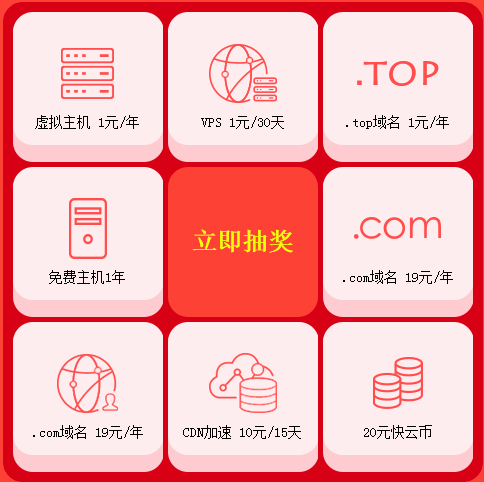 虚拟主机 1元/年
VPS 1元/30天
.TOP
.top域名 1元/年
免费主机1年
立即抽奖
.com
.com域名 19元/年
.com域名 19元/年
CDN加速 10元/15天
20元快云币